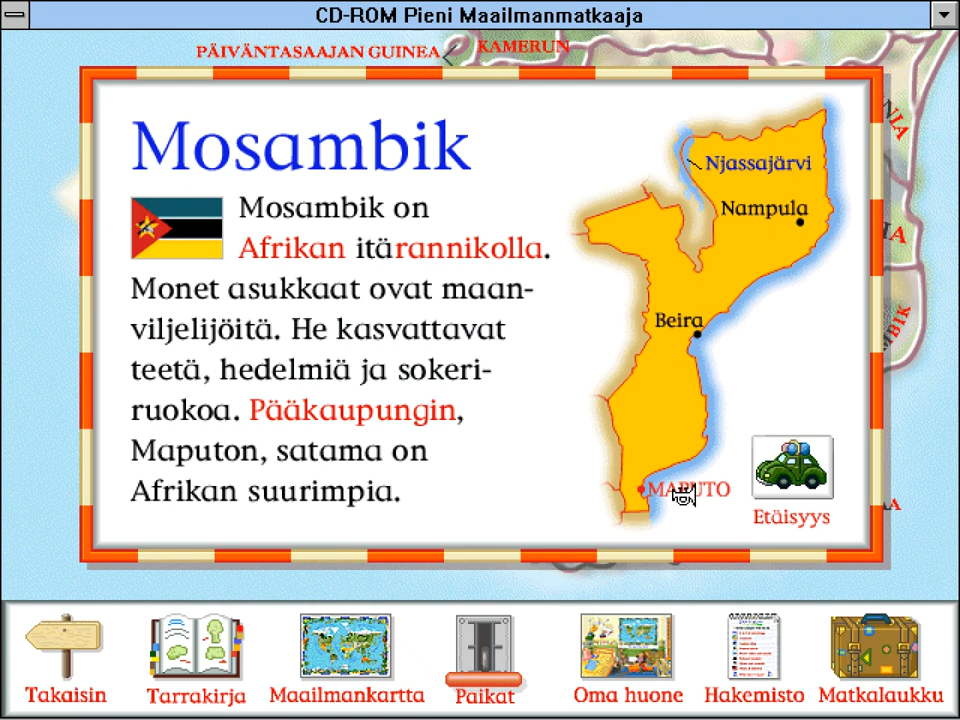 CD-ROM Pieni Maailmanmatkaaja
PÄIVÄNTASAAJAN GUINEA
KAMERUN
Mosambik
Mosambik on
Afrikan itärannikolla.
Monet asukkaat ovat maan-
viljelijöitä. He kasvattavat
teetä, hedelmiä ja sokeri-
ruokoa. Pääkaupungin,
Maputon, satama on
Afrikan suurimpia.
Njassajärvi
Nampula
Beira
MAPUTO
Etäisyys
Takaisin
Tarrakirja
Maailmankartta
Paikat
Oma huone
Hakemisto
Matkalaukku